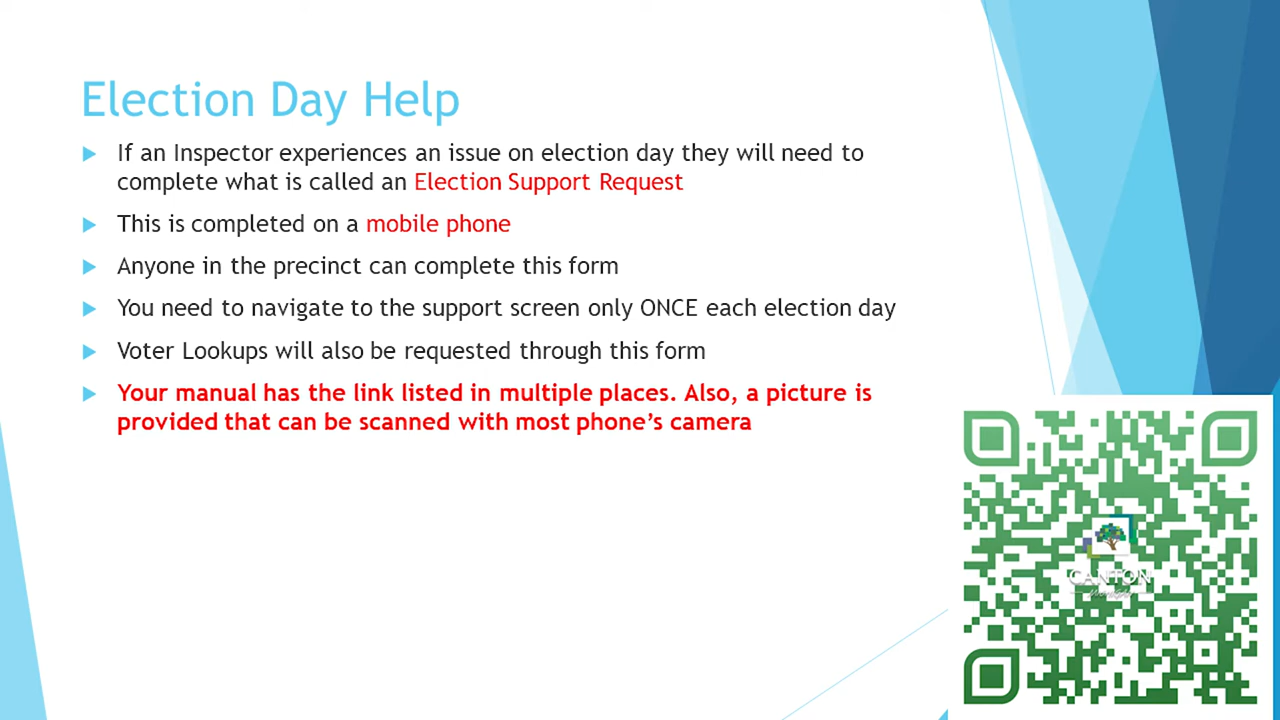 Election Day Help
If an Inspector experiences an issue on election day they will need to
complete what is called an Election Support Request
This is completed on a mobile phone
Anyone in the precinct can complete this form
You need to navigate to the support screen only ONCE each election day
Voter Lookups will also be requested through this form
Your manual has the link listed in multiple places. Also, a picture is
provided that can be scanned with most phone’s camera
CANTON